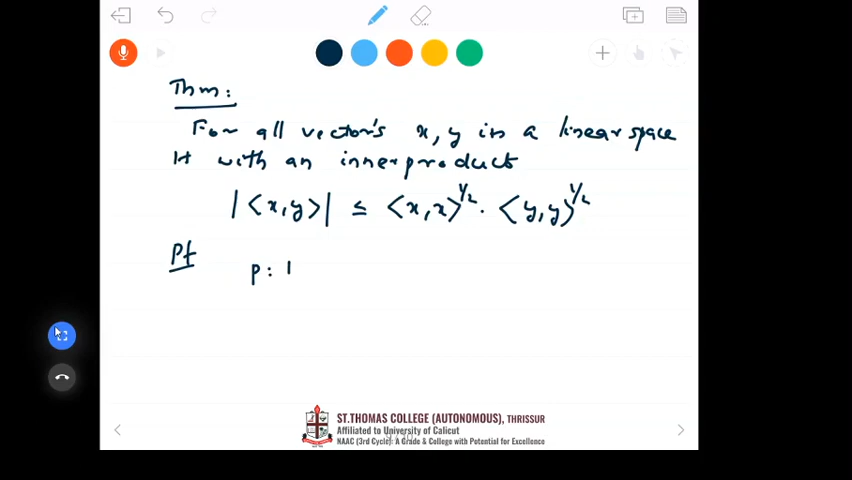 Thm:
For all vector's x, y in a linear space
H with an innerproduct
|<x,y>| ≤ <x,x>^1/2 . <y,y>^1/2
Pf
p: 1
ST.THOMAS COLLEGE (AUTONOMOUS), THRISSUR
Affiliated to University of Calicut
NAAC (3rd Cycle): A Grade & College with Potential for Excellence